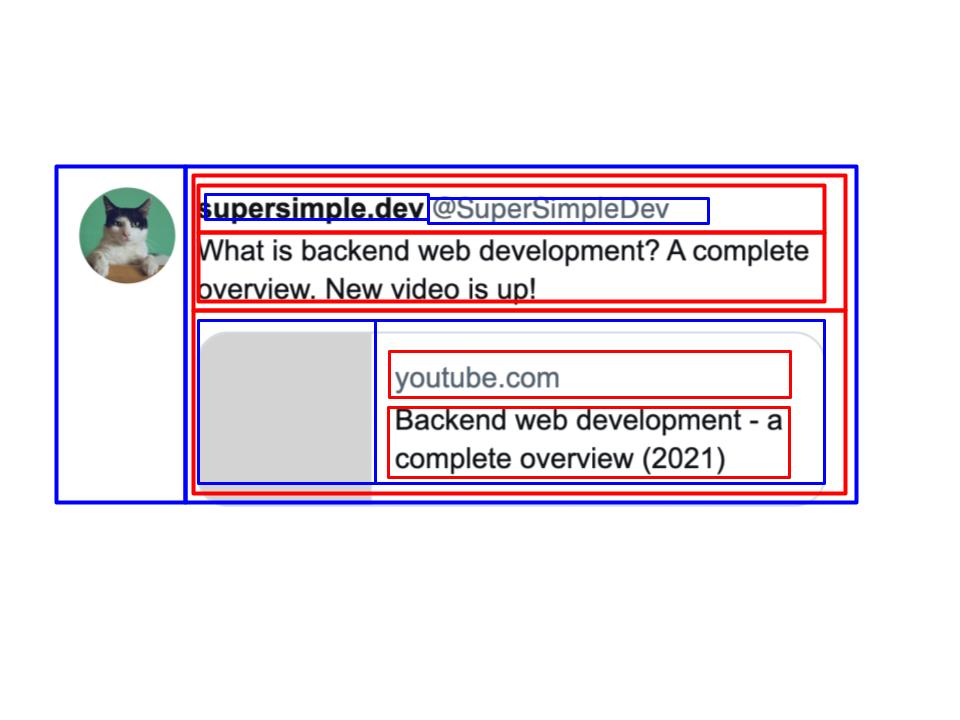 supersimple.dev @SuperSimpleDev
What is backend web development? A complete
overview. New video is up!
youtube.com
Backend web development - a
complete overview (2021)